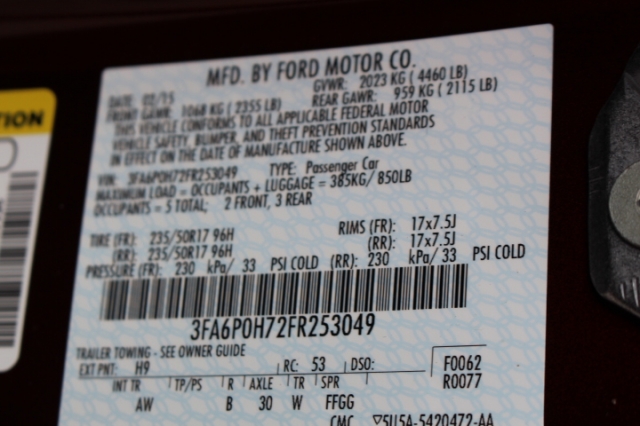 MFD. BY FORD MOTOR CO.
DATE: 02/15 GVWR: 2023 KG ( 4460 LB)
FRONT GAWR: 1068 KG ( 2355 LB) REAR GAWR: 959 KG ( 2115 LB)
THIS VEHICLE CONFORMS TO ALL APPLICABLE FEDERAL MOTOR
VEHICLE SAFETY, BUMPER, AND THEFT PREVENTION STANDARDS
IN EFFECT ON THE DATE OF MANUFACTURE SHOWN ABOVE.
VIN: 3FA6P0H72FR253049 TYPE: Passenger Car
MAXIMUM LOAD = OCCUPANTS + LUGGAGE = 385KG/ 850LB
OCCUPANTS = 5 TOTAL; 2 FRONT, 3 REAR
TIRE (FR): 235/50R17 96H RIMS (FR): 17x7.5J
(RR): 235/50R17 96H (RR): 17x7.5J
PRESSURE (FR): 230 kPa/ 33 PSI COLD (RR): 230 kPa/ 33 PSI COLD
3FA6P0H72FR253049
TRAILER TOWING - SEE OWNER GUIDE
EXT PNT: H9 RC: 53 DSO: F0062
R0077
INT TR TP/PS R AXLE TR SPR
AW B 30 W FFGG
TION